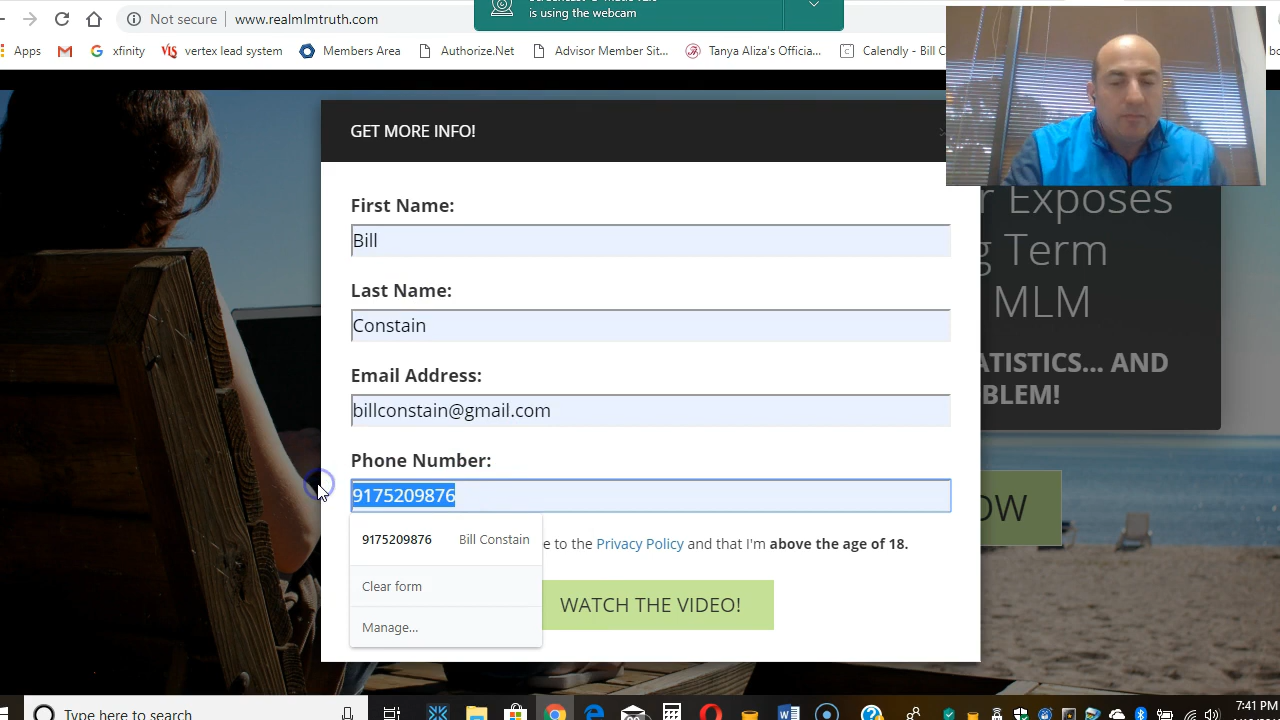 is using the webcam
Not secure www.realmlmtruth.com
Apps xfinity VIS vertex lead system Members Area Authorize.Net Advisor Member Sit... Tanya Aliza's Officia... Calendly - Bill C
GET MORE INFO!
First Name:
Bill
Last Name:
Constain
Email Address:
billconstain@gmail.com
Phone Number:
9175209876
9175209876 Bill Constain
Clear form
Manage...
e to the Privacy Policy and that I'm above the age of 18.
WATCH THE VIDEO!
r Exposes
g Term
MLM
ATISTICS... AND
BLEM!
OW
Type here to search
7:41 PM